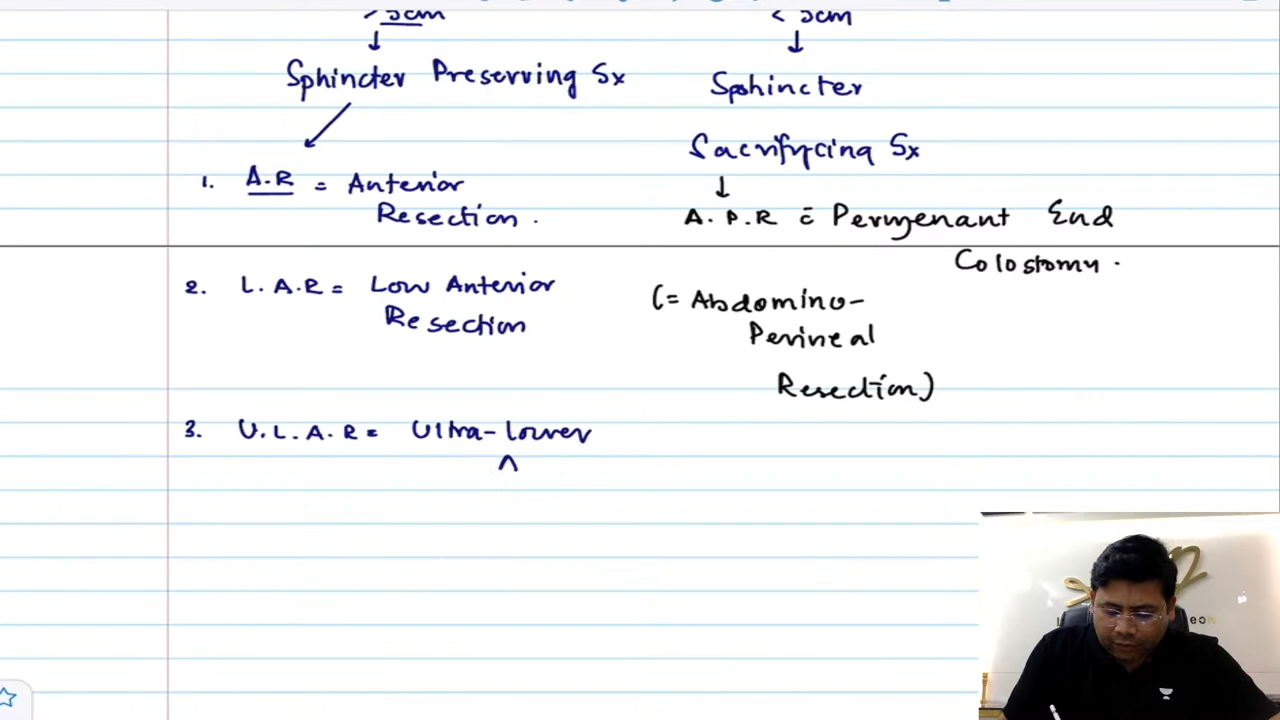 > 5cm
< 5cm
Sphincter Preserving Sx
Sphincter
Sacrifycing Sx
1. A.R = Anterior
Resection.
A. P. R c̄ Permenant End
Colostomy.
2. L.A.R = Low Anterior
Resection
(= Abdomino-
Perineal
Resection)
3. U.L.A.R = Ultra-lower